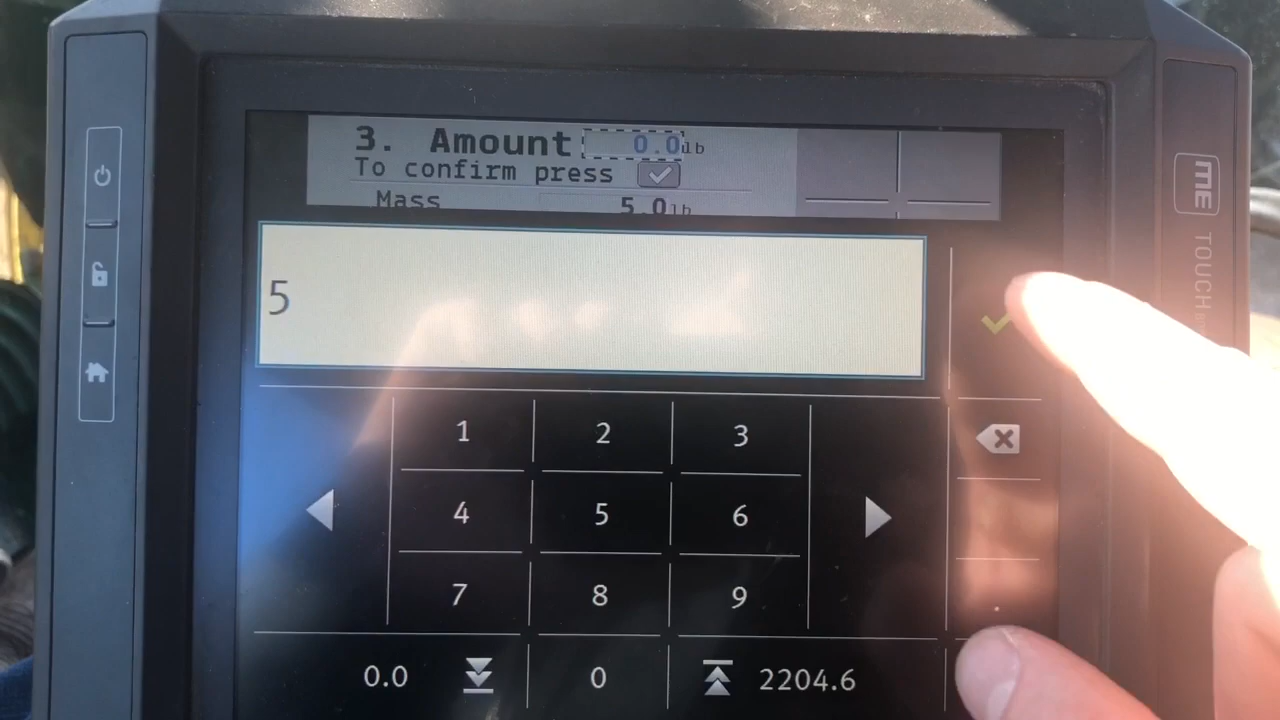 3. Amount 0.0lb
To confirm press
Mass 5.0lb
5
1 2 3
4 5 6
7 8 9
0.0 0 2204.6
ME
TOUCH